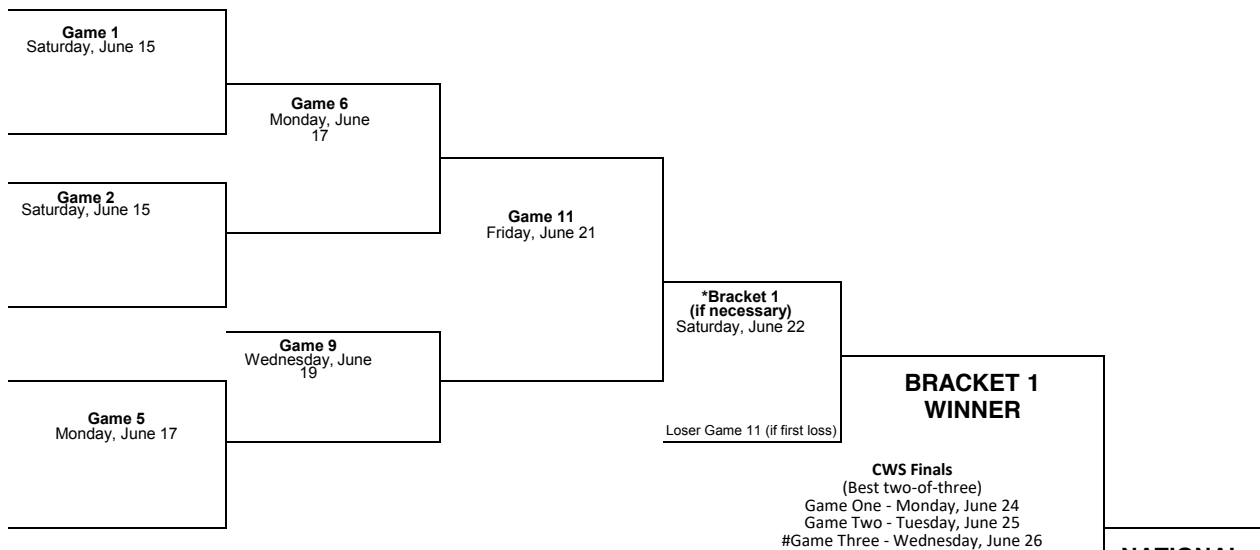 Game 1
Saturday, June 15
Game 6
Monday, June
17
Game 2
Saturday, June 15
Game 11
Friday, June 21
*Bracket 1
(if necessary)
Saturday, June 22
Game 9
Wednesday, June
19
BRACKET 1
WINNER
Game 5
Monday, June 17
Loser Game 11 (if first loss)
CWS Finals
(Best two-of-three)
Game One - Monday, June 24
Game Two - Tuesday, June 25
#Game Three - Wednesday, June 26
NATIONAL